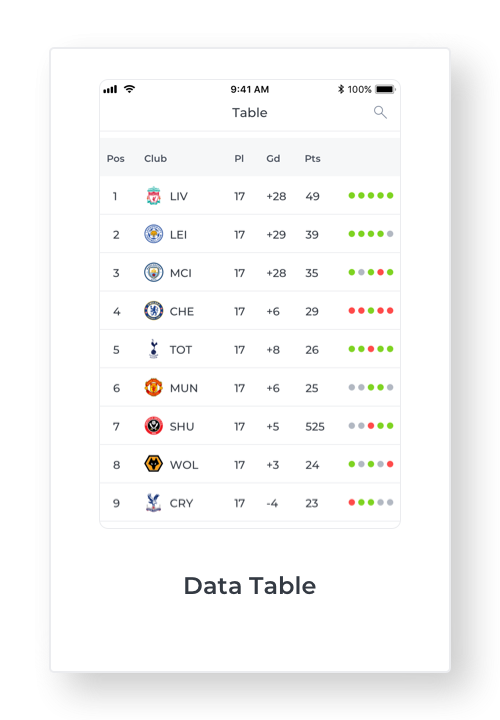 9:41 AM 100%
Table
Pos Club Pl Gd Pts
1 LIV 17 +28 49
2 LEI 17 +29 39
3 MCI 17 +28 35
4 CHE 17 +6 29
5 TOT 17 +8 26
6 MUN 17 +6 25
7 SHU 17 +5 525
8 WOL 17 +3 24
9 CRY 17 -4 23
Data Table